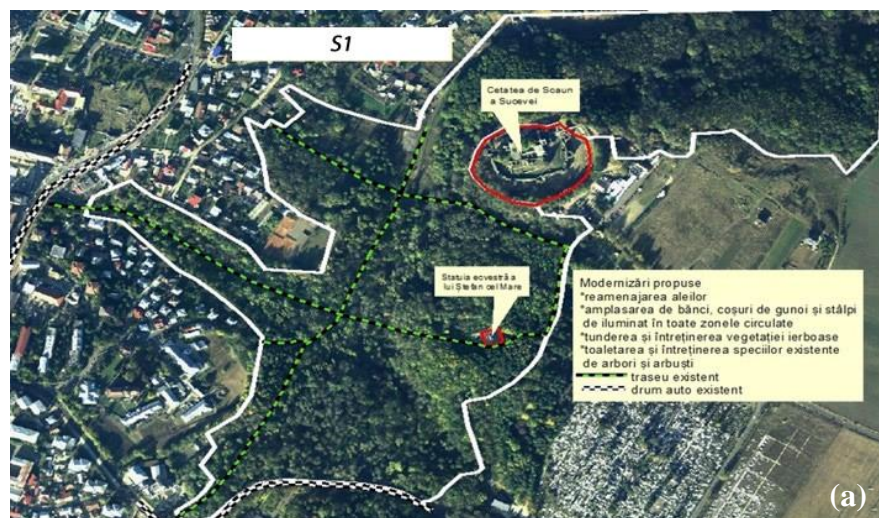 S1
Cetatea de Scaun
a Sucevei
Statuia ecvestră a
lui Ștefan cel Mare
Modernizări propuse
*reamenajarea aleilor
*amplasarea de bănci, coșuri de gunoi și stâlpi
de iluminat în toate zonele circulate
*tunderea și întreținerea vegetației ierboase
*toaletarea și întreținerea speciilor existente
de arbori și arbuști
traseu existent
drum auto existent
(a)